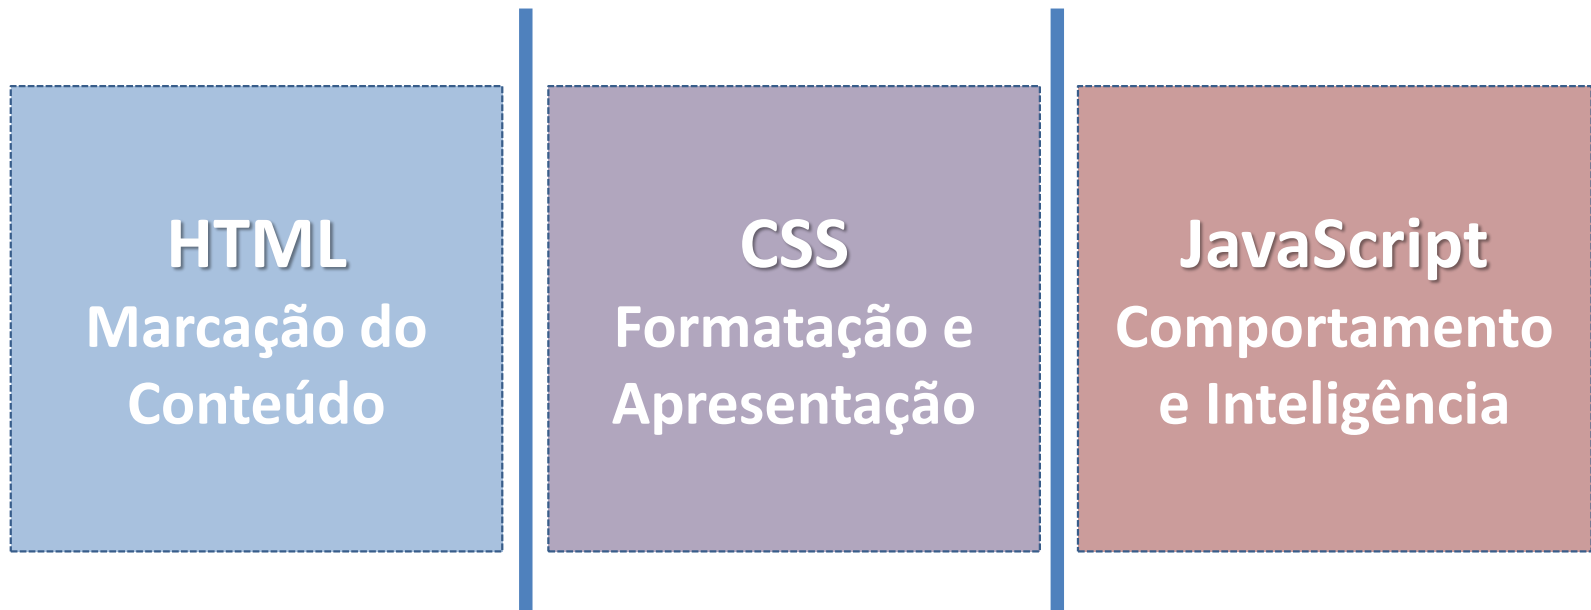 HTML
Marcação do
Conteúdo
CSS
Formatação e
Apresentação
JavaScript
Comportamento
e Inteligência